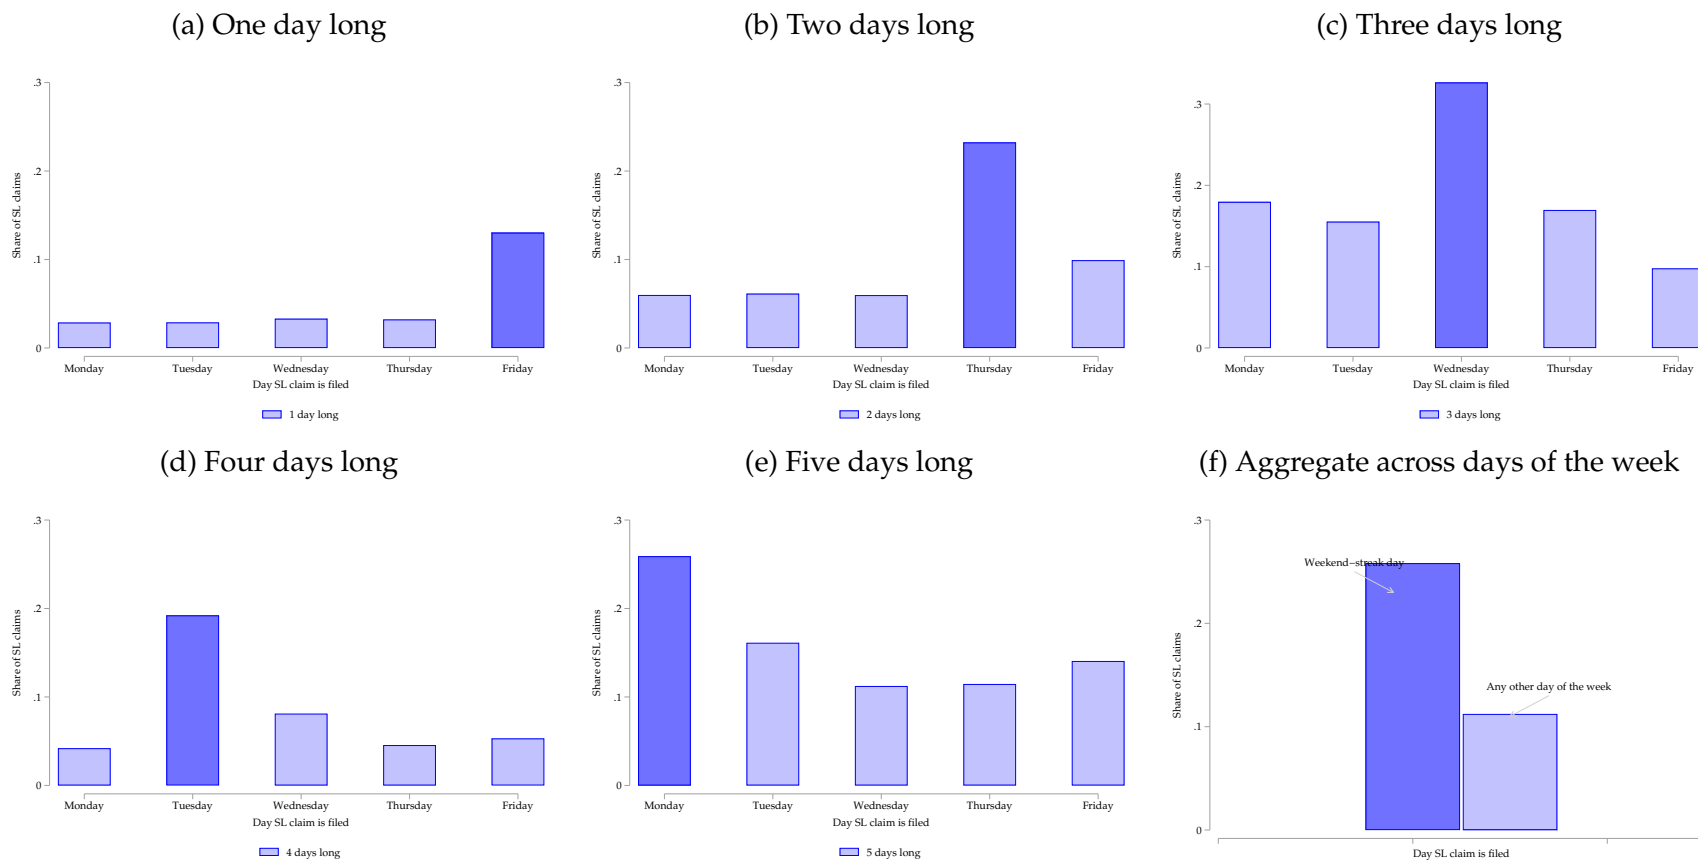 (a) One day long
.3
.2
.1
0
Share of SL claims
Monday Tuesday Wednesday Thursday Friday
Day SL claim is filed
1 day long
(b) Two days long
.3
.2
.1
0
Share of SL claims
Monday Tuesday Wednesday Thursday Friday
Day SL claim is filed
2 days long
(c) Three days long
.3
.2
.1
0
Share of SL claims
Monday Tuesday Wednesday Thursday Friday
Day SL claim is filed
3 days long
(d) Four days long
.3
.2
.1
0
Share of SL claims
Monday Tuesday Wednesday Thursday Friday
Day SL claim is filed
4 days long
(e) Five days long
.3
.2
.1
0
Share of SL claims
Monday Tuesday Wednesday Thursday Friday
Day SL claim is filed
5 days long
(f) Aggregate across days of the week
.3
.2
.1
0
Share of SL claims
Weekend−streak day
Any other day of the week
Day SL claim is filed